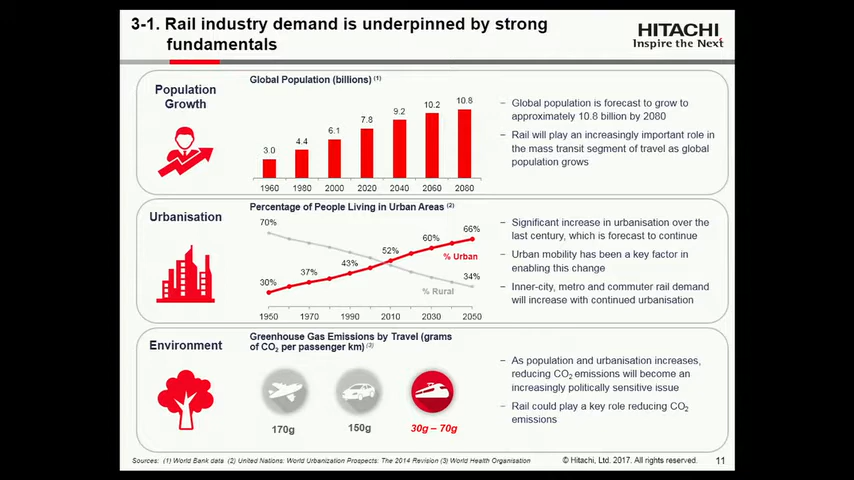 3-1. Rail industry demand is underpinned by strong
fundamentals
HITACHI
Inspire the Next
Population
Growth
Global Population (billions) (1)
3.0
4.4
6.1
7.8
9.2
10.2
10.8
1960 1980 2000 2020 2040 2060 2080
– Global population is forecast to grow to
approximately 10.8 billion by 2080
– Rail will play an increasingly important role in
the mass transit segment of travel as global
population grows
Urbanisation
Percentage of People Living in Urban Areas (2)
70%
30%
37%
43%
52%
60%
66%
% Urban
34%
% Rural
1950 1970 1990 2010 2030 2050
– Significant increase in urbanisation over the
last century, which is forecast to continue
– Urban mobility has been a key factor in
enabling this change
– Inner-city, metro and commuter rail demand
will increase with continued urbanisation
Environment
Greenhouse Gas Emissions by Travel (grams
of CO2 per passenger km) (3)
170g
150g
30g – 70g
– As population and urbanisation increases,
reducing CO2 emissions will become an
increasingly politically sensitive issue
– Rail could play a key role reducing CO2
emissions
Sources: (1) World Bank data (2) United Nations: World Urbanization Prospects: The 2014 Revision (3) World Health Organisation
© Hitachi, Ltd. 2017. All rights reserved.
11